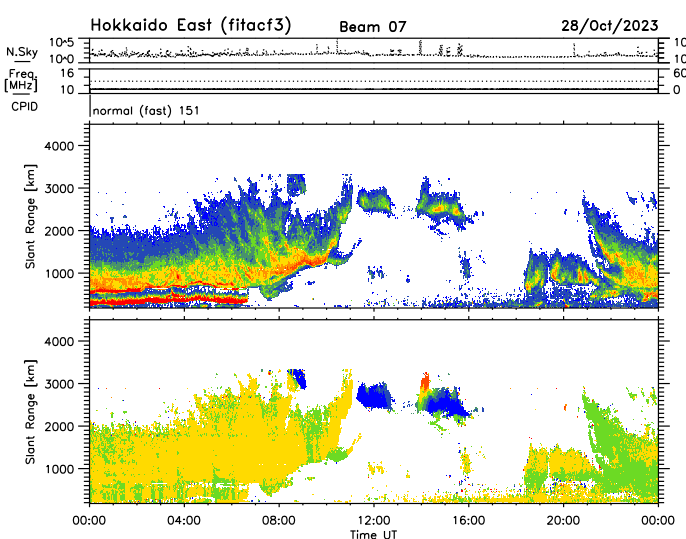 Hokkaido East (fitacf3) Beam 07 28/Oct/2023
N.Sky 10^5 10^0 10 10
Freq. [MHz] 16 10 60 0
CPID normal (fast) 151
Slant Range [km] 4000 3000 2000 1000
Slant Range [km] 4000 3000 2000 1000
00:00 04:00 08:00 12:00 16:00 20:00 00:00
Time UT